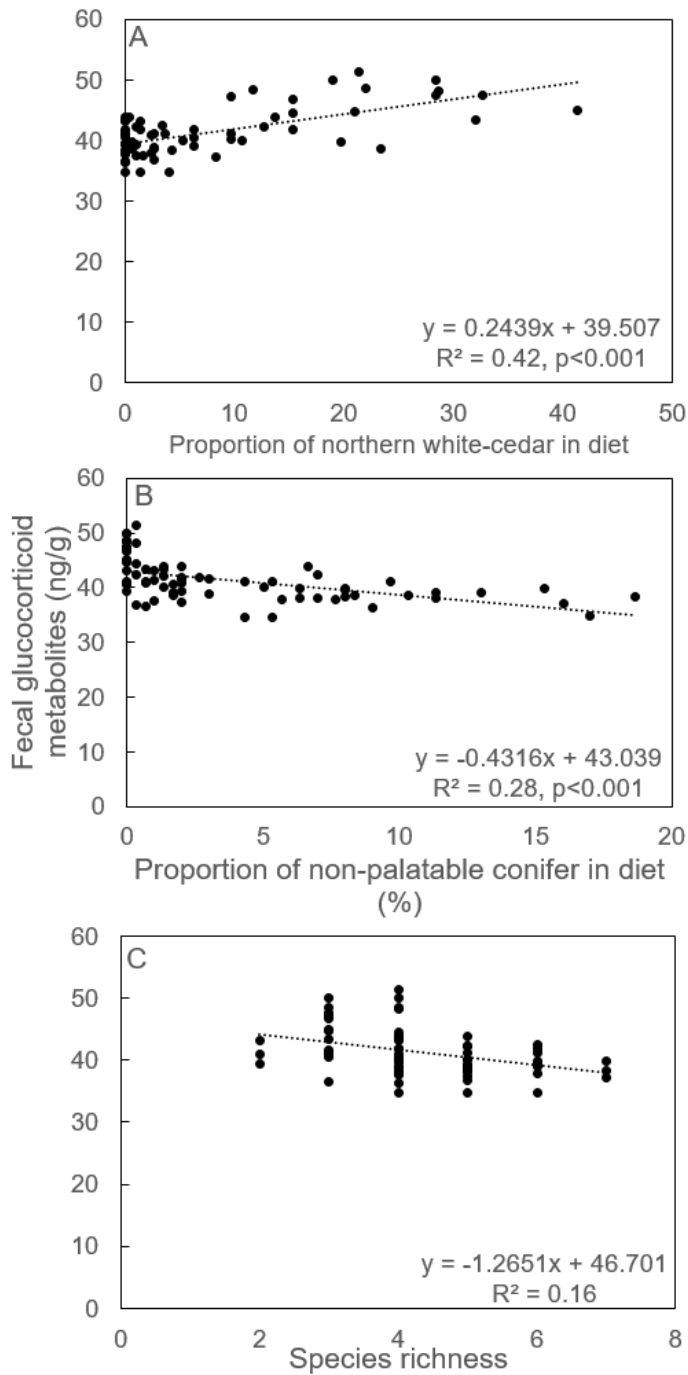 A
60
50
40
30
20
10
0
y = 0.2439x + 39.507
R² = 0.42, p<0.001
0 10 20 30 40 50
Proportion of northern white-cedar in diet
Fecal glucocorticoid
metabolites (ng/g)
B
60
50
40
30
20
10
0
y = -0.4316x + 43.039
R² = 0.28, p<0.001
0 5 10 15 20
Proportion of non-palatable conifer in diet
(%)
C
60
50
40
30
20
10
0
y = -1.2651x + 46.701
R² = 0.16
0 2 4 6 8
Species richness